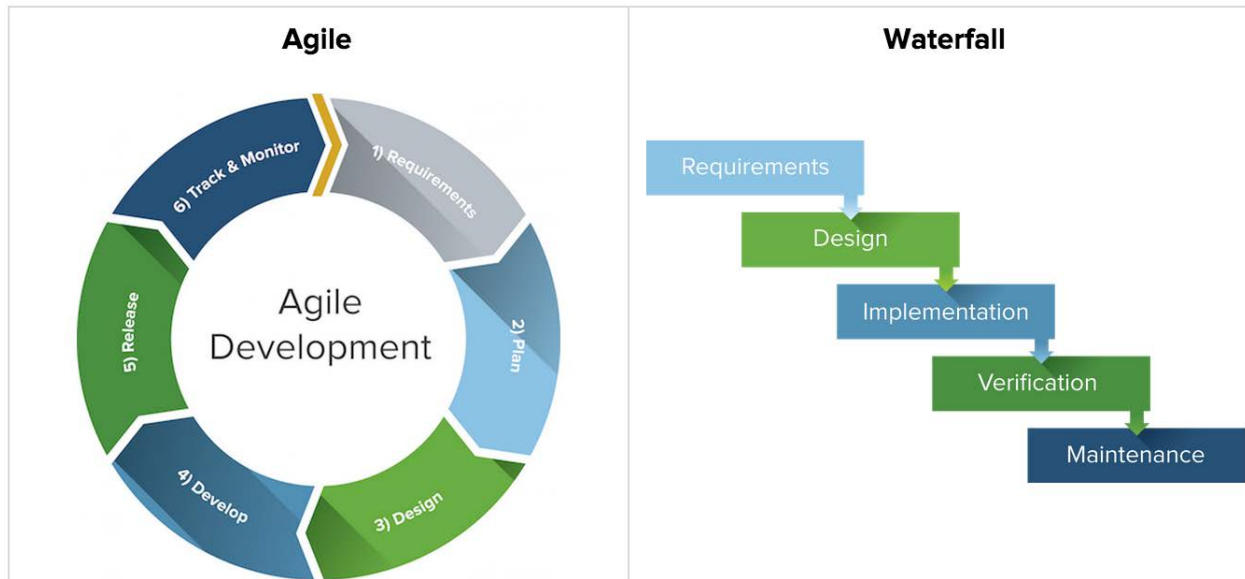 Agile
1) Requirements
2) Plan
3) Design
4) Develop
5) Release
6) Track & Monitor
Agile
Development
Waterfall
Requirements
Design
Implementation
Verification
Maintenance